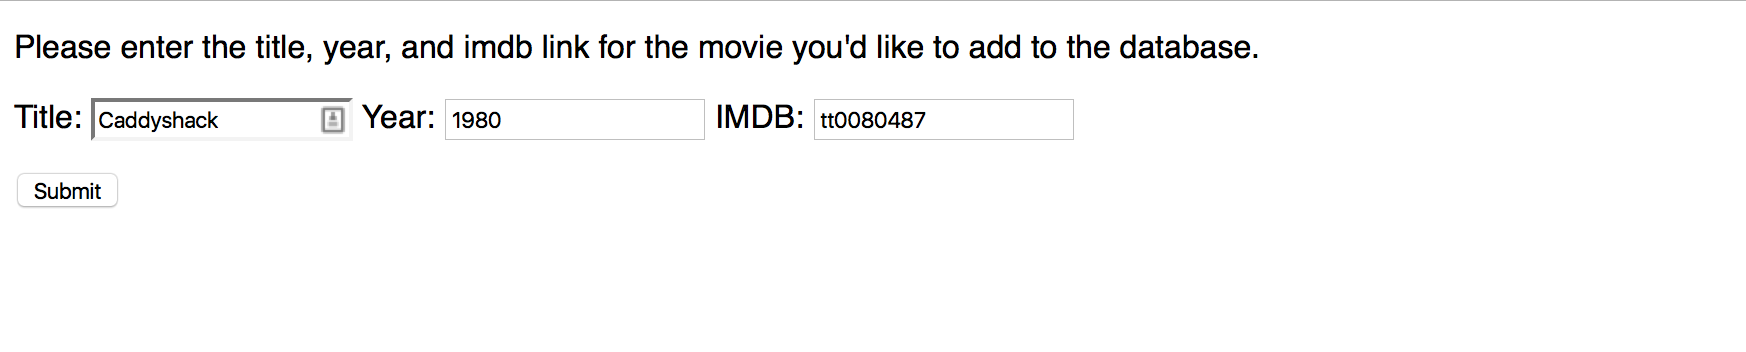 Please enter the title, year, and imdb link for the movie you'd like to add to the database.
Title: Caddyshack Year: 1980 IMDB: tt0080487
Submit